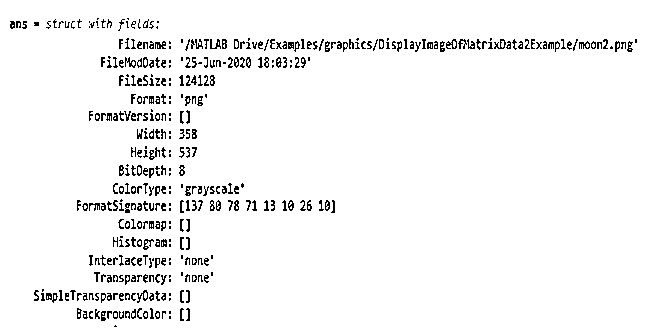 ans = struct with fields:
Filename: '/MATLAB Drive/Examples/graphics/DisplayImageOfMatrixData2Example/moon2.png'
FileModDate: '25-Jun-2020 18:03:29'
FileSize: 124128
Format: 'png'
FormatVersion: []
Width: 358
Height: 537
BitDepth: 8
ColorType: 'grayscale'
FormatSignature: [137 80 78 71 13 10 26 10]
Colormap: []
Histogram: []
InterlaceType: 'none'
Transparency: 'none'
SimpleTransparencyData: []
BackgroundColor: []